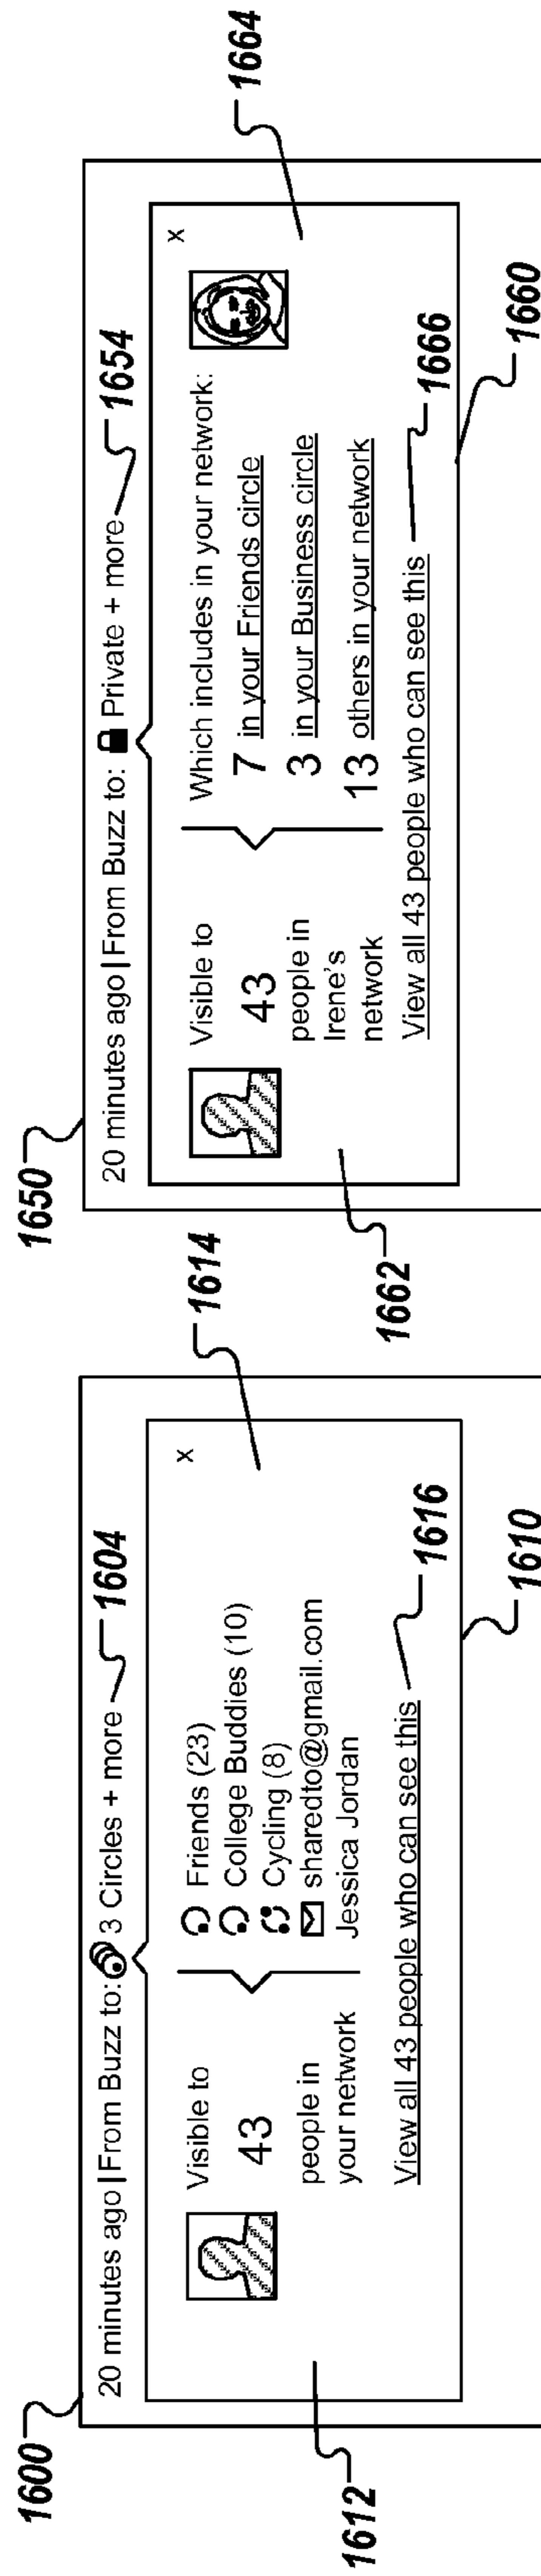 1600
20 minutes ago | From Buzz to: 3 Circles + more
1604
x
Visible to
43
people in
your network
Friends (23)
College Buddies (10)
Cycling (8)
sharedto@gmail.com
Jessica Jordan
View all 43 people who can see this
1612
1614
1616
1610
1650
20 minutes ago | From Buzz to: Private + more
1654
x
Visible to
43
people in
Irene's
network
Which includes in your network:
7 in your Friends circle
3 in your Business circle
13 others in your network
View all 43 people who can see this
1662
1664
1666
1660